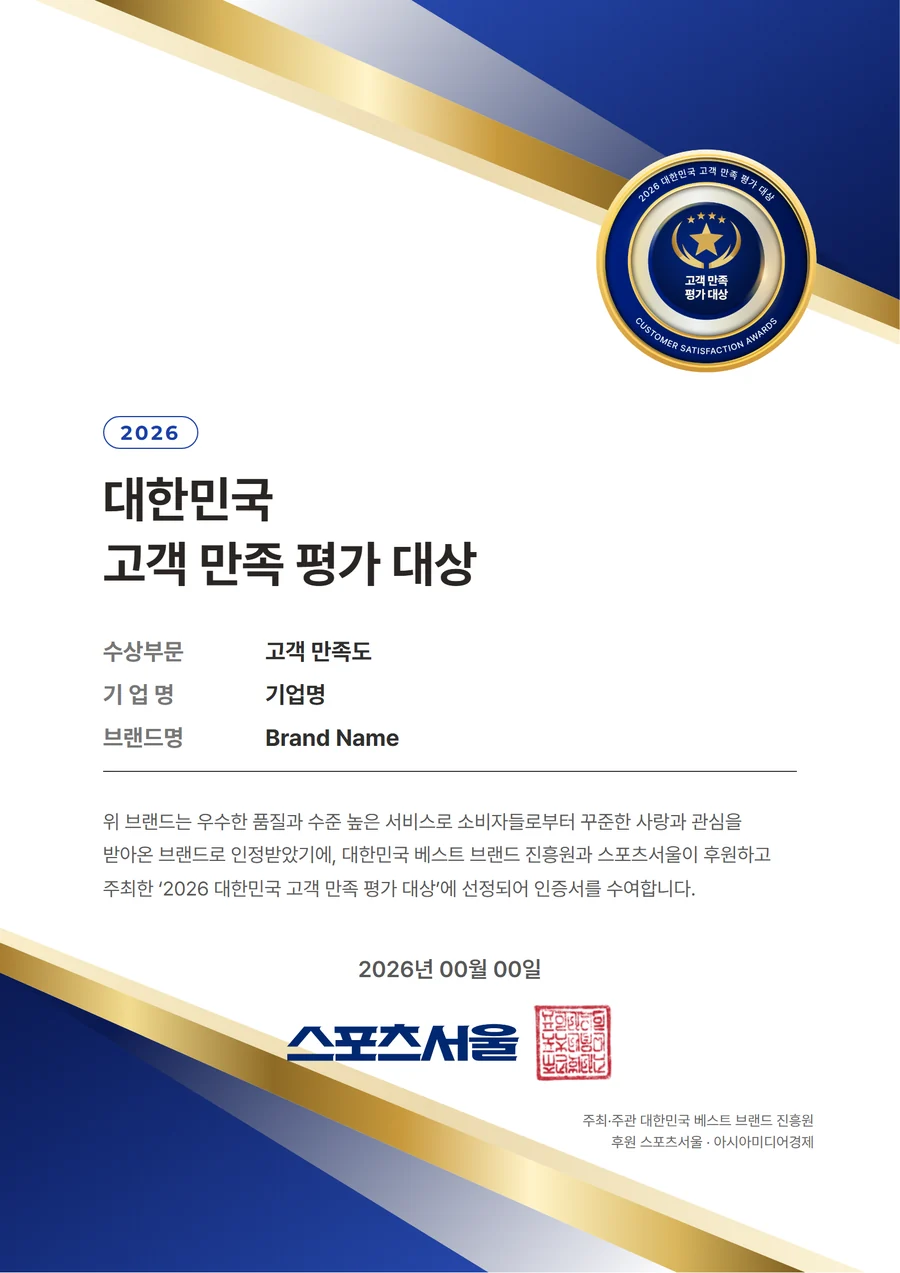 2026 대한민국 고객 만족 평가 대상
고객 만족
평가 대상
CUSTOMER SATISFACTION AWARDS
2026
대한민국
고객 만족 평가 대상
수상부문 고객 만족도
기 업 명 기업명
브랜드명 Brand Name
위 브랜드는 우수한 품질과 수준 높은 서비스로 소비자들로부터 꾸준한 사랑과 관심을
받아온 브랜드로 인정받았기에, 대한민국 베스트 브랜드 진흥원과 스포츠서울이 후원하고
주최한 ‘2026 대한민국 고객 만족 평가 대상’에 선정되어 인증서를 수여합니다.
2026년 00월 00일
스포츠서울
주최·주관 대한민국 베스트 브랜드 진흥원
후원 스포츠서울 · 아시아미디어경제